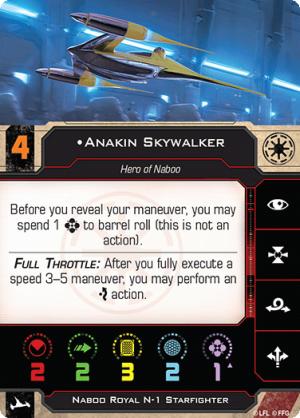 4
•Anakin Skywalker
Hero of Naboo
Before you reveal your maneuver, you may
spend 1 to barrel roll (this is not an
action).
Full Throttle: After you fully execute a
speed 3–5 maneuver, you may perform an
action.
2 2 3 2 1
Naboo Royal N-1 Starfighter
©LFL ©FFG